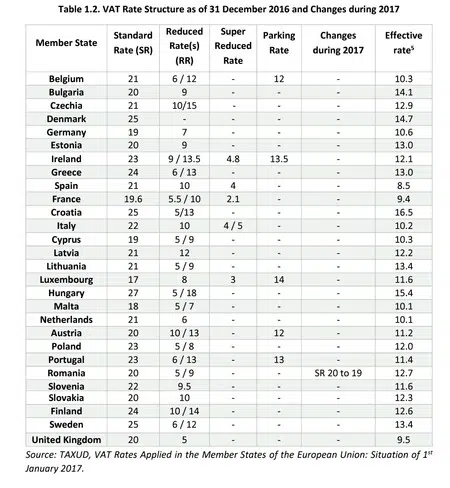 Table 1.2. VAT Rate Structure as of 31 December 2016 and Changes during 2017
Member State Standard Rate (SR) Reduced Rate(s) (RR) Super Reduced Rate Parking Rate Changes during 2017 Effective rate5
Belgium 21 6 / 12 - 12 - 10.3
Bulgaria 20 9 - - - 14.1
Czechia 21 10/15 - - - 12.9
Denmark 25 - - - - 14.7
Germany 19 7 - - - 10.6
Estonia 20 9 - - - 13.0
Ireland 23 9 / 13.5 4.8 13.5 - 12.1
Greece 24 6 / 13 - - - 13.0
Spain 21 10 4 - - 8.5
France 19.6 5.5 / 10 2.1 - - 9.4
Croatia 25 5/13 - - - 16.5
Italy 22 10 4 / 5 - - 10.2
Cyprus 19 5 / 9 - - - 10.3
Latvia 21 12 - - - 12.2
Lithuania 21 5 / 9 - - - 13.4
Luxembourg 17 8 3 14 - 11.6
Hungary 27 5 / 18 - - - 15.4
Malta 18 5 / 7 - - - 10.1
Netherlands 21 6 - - - 10.1
Austria 20 10 / 13 - 12 - 11.2
Poland 23 5 / 8 - - - 12.0
Portugal 23 6 / 13 - 13 - 11.4
Romania 20 5 / 9 - - SR 20 to 19 12.7
Slovenia 22 9.5 - - - 11.6
Slovakia 20 10 - - - 12.3
Finland 24 10 / 14 - - - 12.6
Sweden 25 6 / 12 - - - 13.4
United Kingdom 20 5 - - - 9.5
Source: TAXUD, VAT Rates Applied in the Member States of the European Union: Situation of 1st
January 2017.